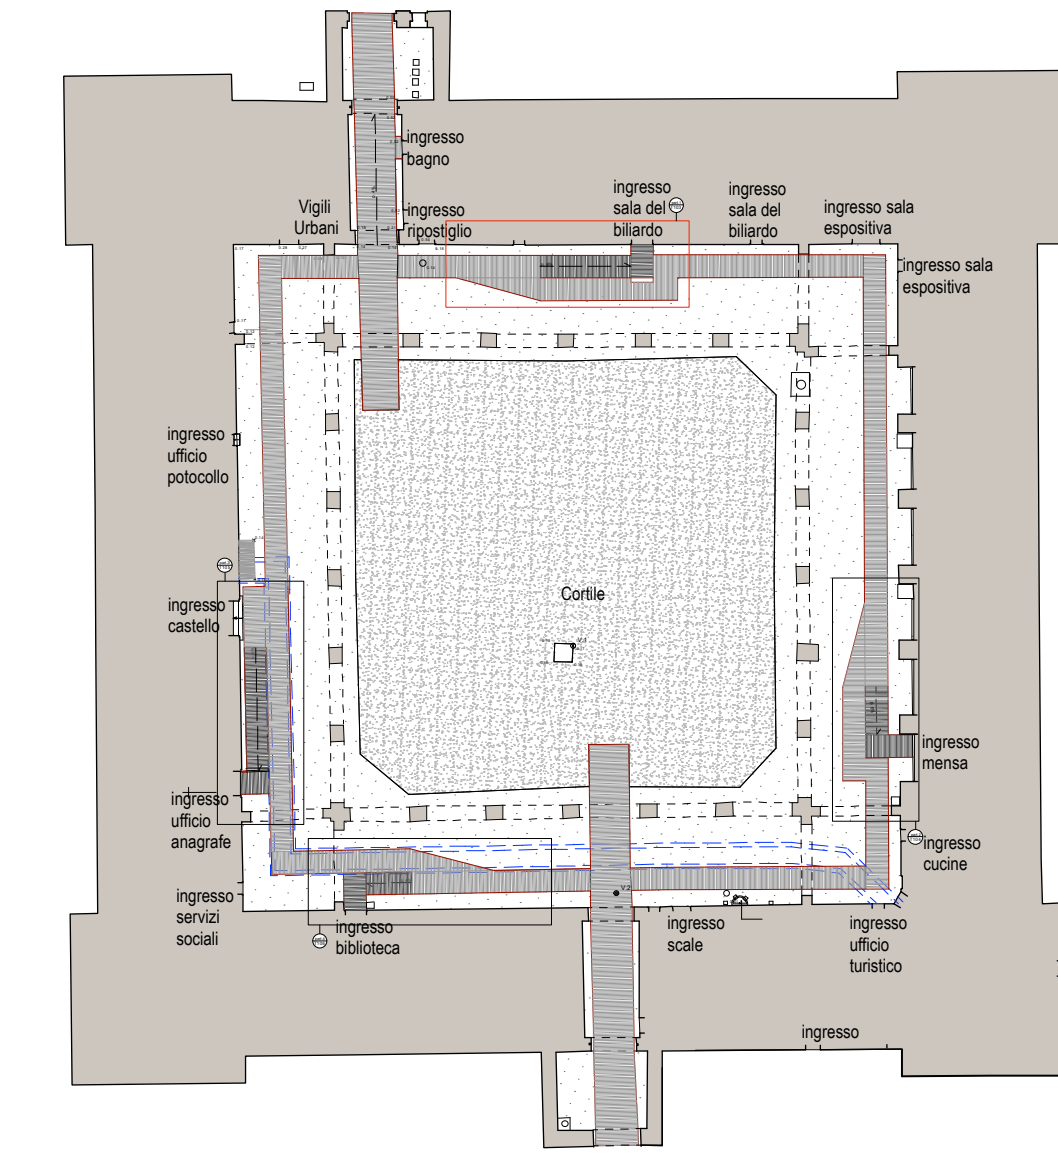 ingresso
bagno
ingresso
sala del
biliardo
ingresso
sala del
biliardo
Vigili
Urbani
ingresso
ripostiglio
ingresso sala
espositiva
ingresso sala
espositiva
ingresso
ufficio
potocollo
Cortile
ingresso
castello
V.1
ingresso
mensa
ingresso
ufficio
anagrafe
ingresso
cucine
V.2
ingresso
servizi
sociali
ingresso
biblioteca
ingresso
scale
ingresso
ufficio
turistico
ingresso